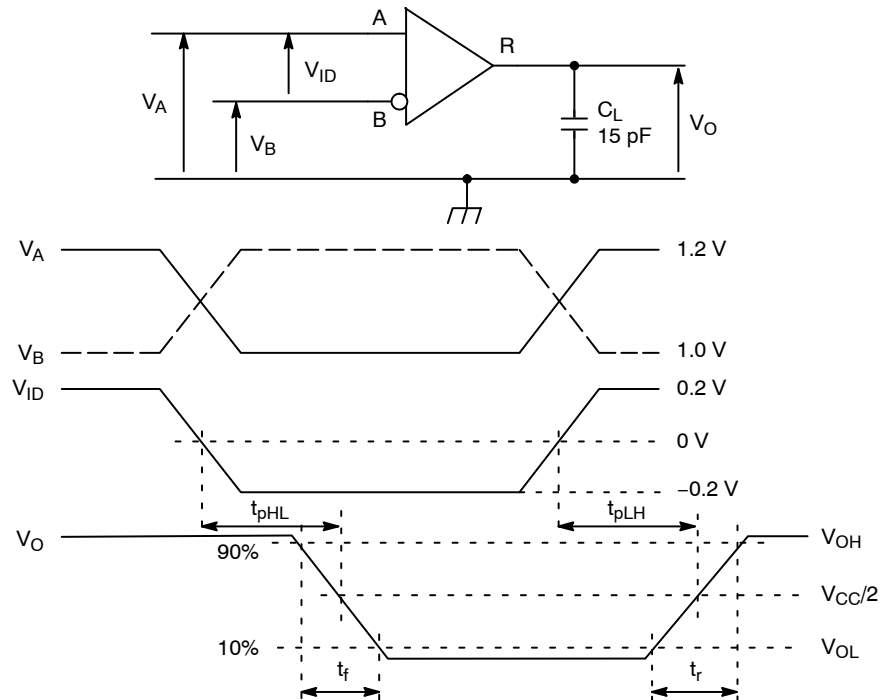 A
R
V_ID
V_A
B
C_L
15 pF
V_O
V_B
V_A
1.2 V
V_B
1.0 V
V_ID
0.2 V
0 V
−0.2 V
t_pHL
t_pLH
V_O
90%
V_OH
V_CC/2
10%
V_OL
t_f
t_r